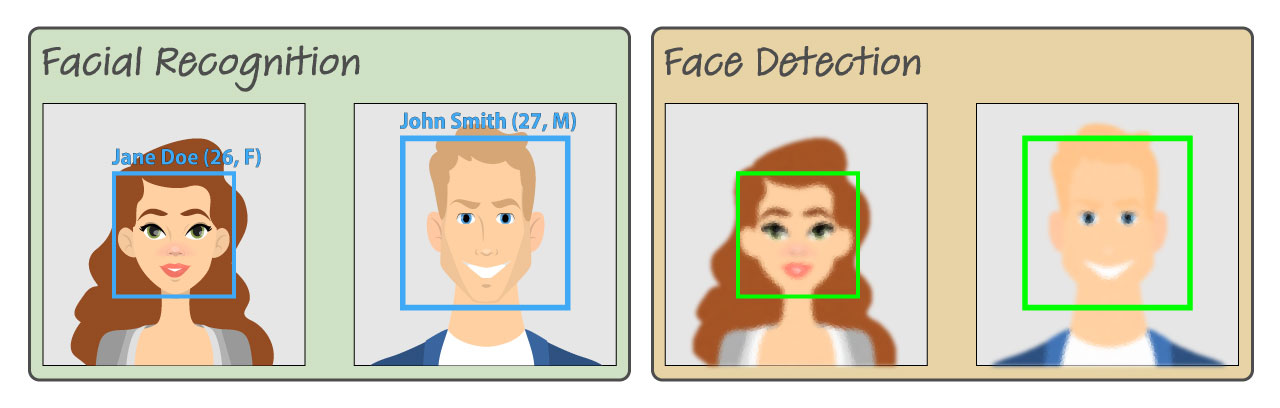 Facial Recognition
Jane Doe (26, F)
John Smith (27, M)
Face Detection